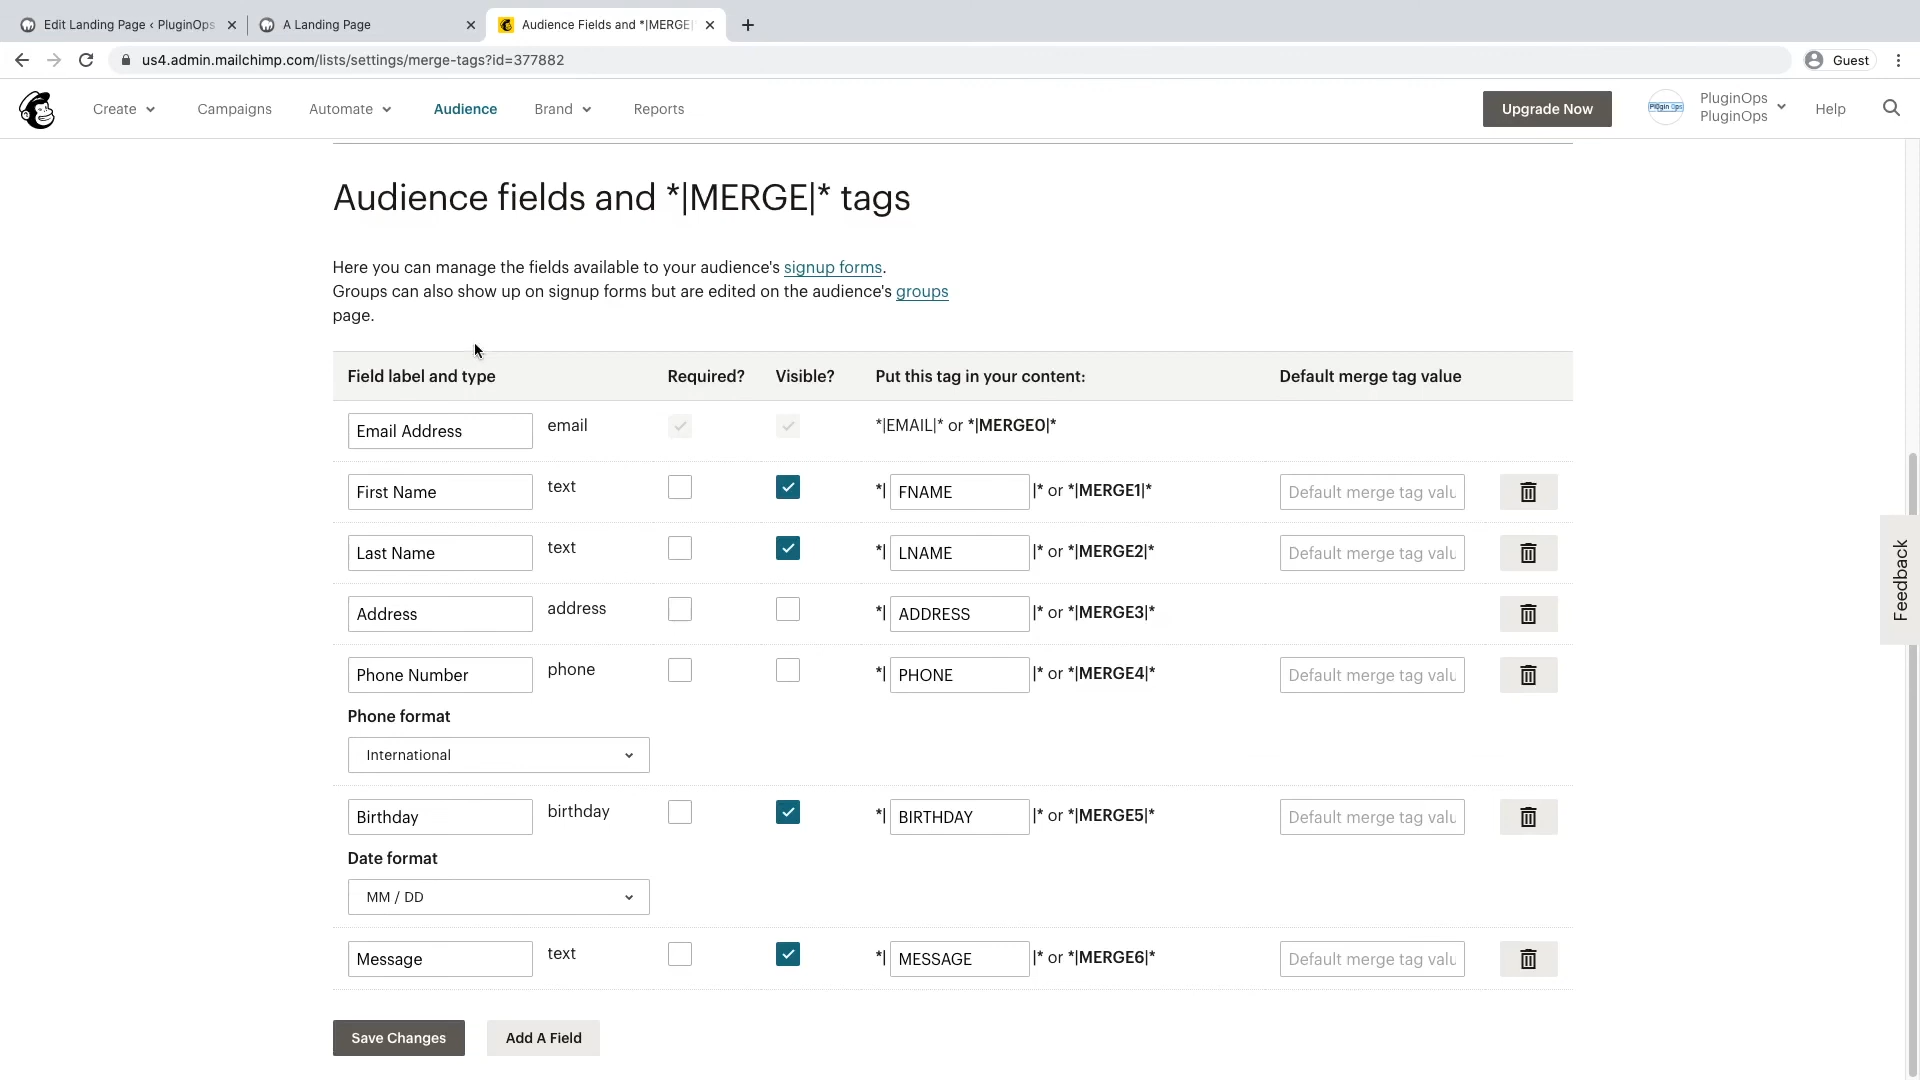 Edit Landing Page ‹ PluginOps
A Landing Page
Audience Fields and *|MERGE|
us4.admin.mailchimp.com/lists/settings/merge-tags?id=377882
Guest
Create
Campaigns
Automate
Audience
Brand
Reports
Upgrade Now
Plugin Ops
PluginOps
PluginOps
Help
Audience fields and *|MERGE|* tags
Here you can manage the fields available to your audience's signup forms.
Groups can also show up on signup forms but are edited on the audience's groups
page.
Field label and type Required? Visible? Put this tag in your content: Default merge tag value
Email Address email *|EMAIL|* or *|MERGE0|*
First Name text *| FNAME |* or *|MERGE1|* Default merge tag valu
Last Name text *| LNAME |* or *|MERGE2|* Default merge tag valu
Address address *| ADDRESS |* or *|MERGE3|*
Phone Number phone *| PHONE |* or *|MERGE4|* Default merge tag valu
Phone format
International
Birthday birthday *| BIRTHDAY |* or *|MERGE5|* Default merge tag valu
Date format
MM / DD
Message text *| MESSAGE |* or *|MERGE6|* Default merge tag valu
Save Changes
Add A Field
Feedback